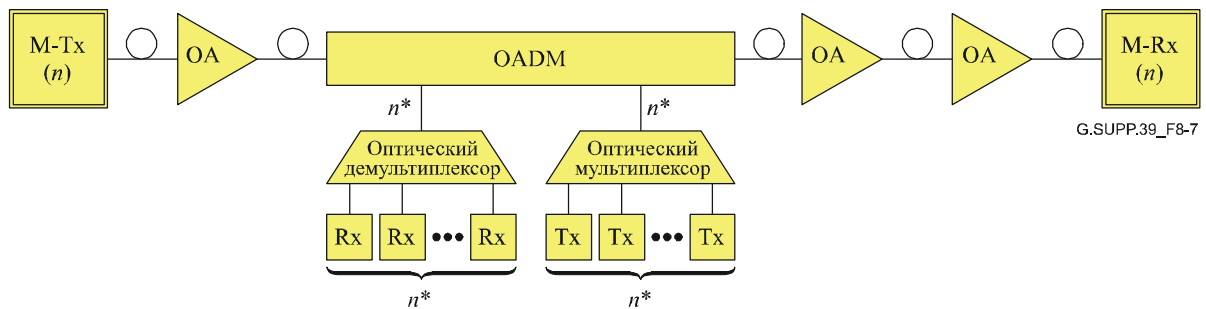 M-Tx
(n)
OA
OADM
OA
OA
M-Rx
(n)
G.SUPP.39_F8-7
n*
n*
Оптический
демультиплексор
Оптический
мультиплексор
Rx
Rx
•••
Rx
Tx
Tx
•••
Tx
n*
n*